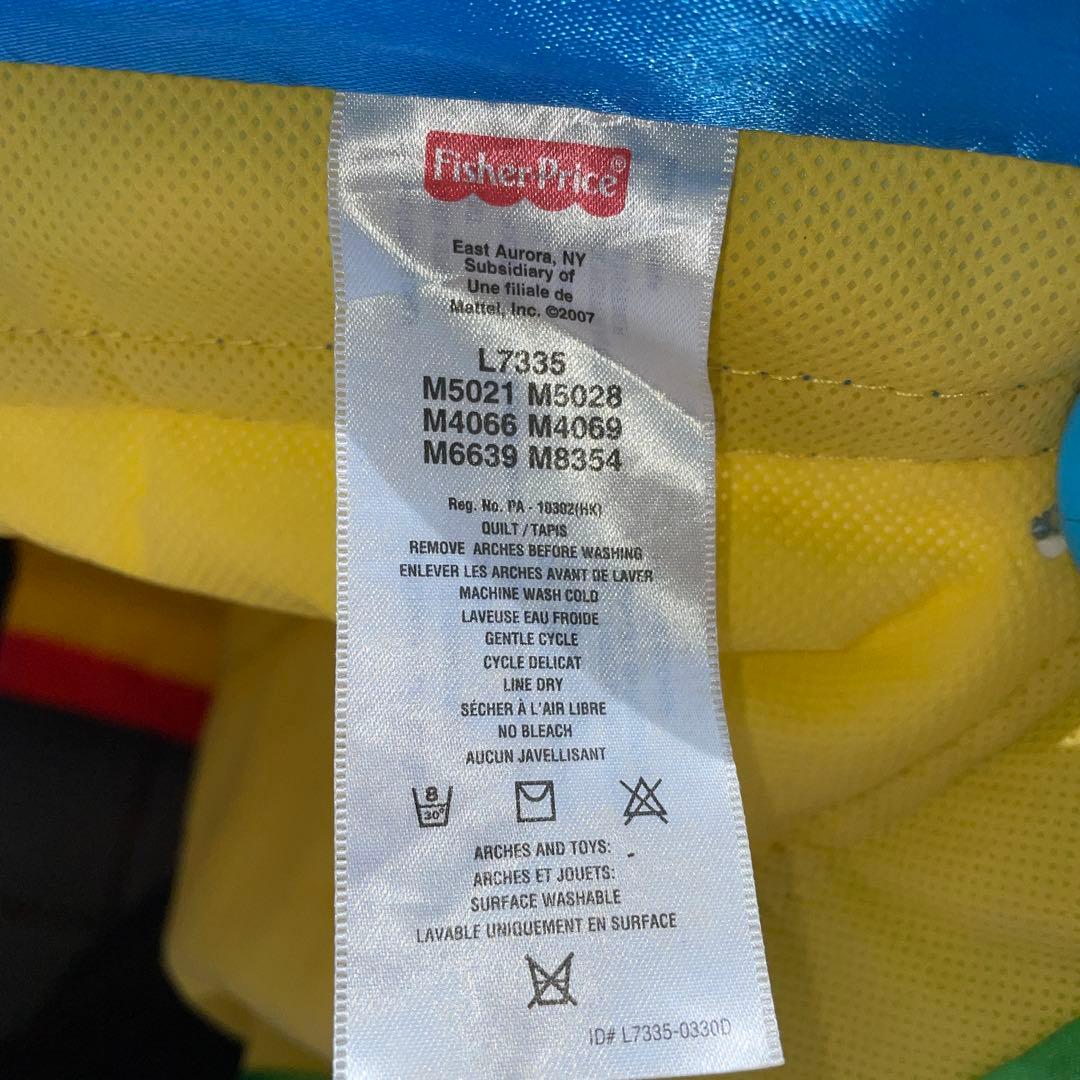 Fisher-Price®
East Aurora, NY
Subsidiary of
Une filiale de
Mattel, Inc. ©2007
L7335
M5021 M5028
M4066 M4069
M6639 M8354
Reg. No. PA - 10302(HK)
QUILT / TAPIS
REMOVE ARCHES BEFORE WASHING
ENLEVER LES ARCHES AVANT DE LAVER
MACHINE WASH COLD
LAVEUSE EAU FROIDE
GENTLE CYCLE
CYCLE DELICAT
LINE DRY
SÉCHER À L'AIR LIBRE
NO BLEACH
AUCUN JAVELLISANT
8
30°
ARCHES AND TOYS:
ARCHES ET JOUETS:
SURFACE WASHABLE
LAVABLE UNIQUEMENT EN SURFACE
ID# L7335-0330D